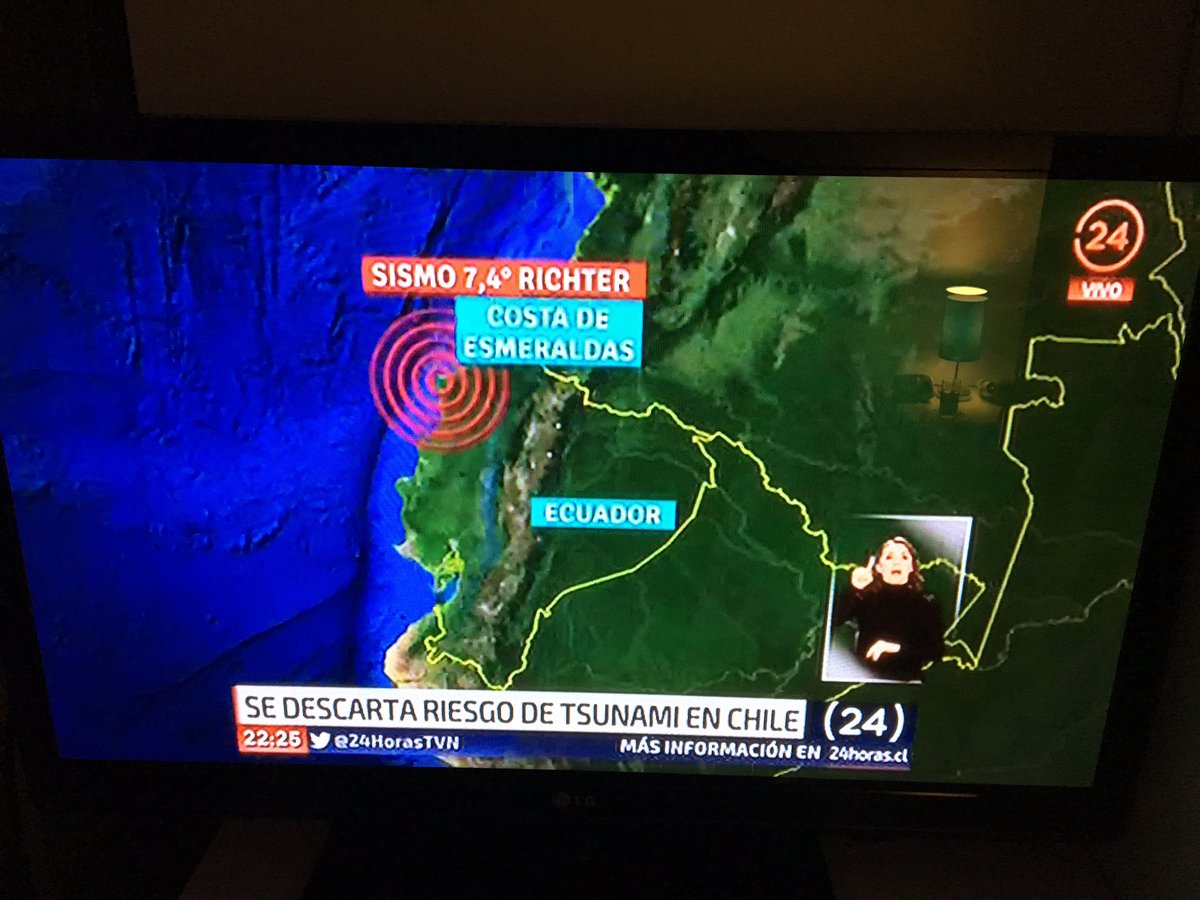 SISMO 7,4° RICHTER
COSTA DE
ESMERALDAS
24
VIVO
ECUADOR
SE DESCARTA RIESGO DE TSUNAMI EN CHILE
(24)
22:25 @24HorasTVN
MÁS INFORMACIÓN EN 24horas.cl
LG